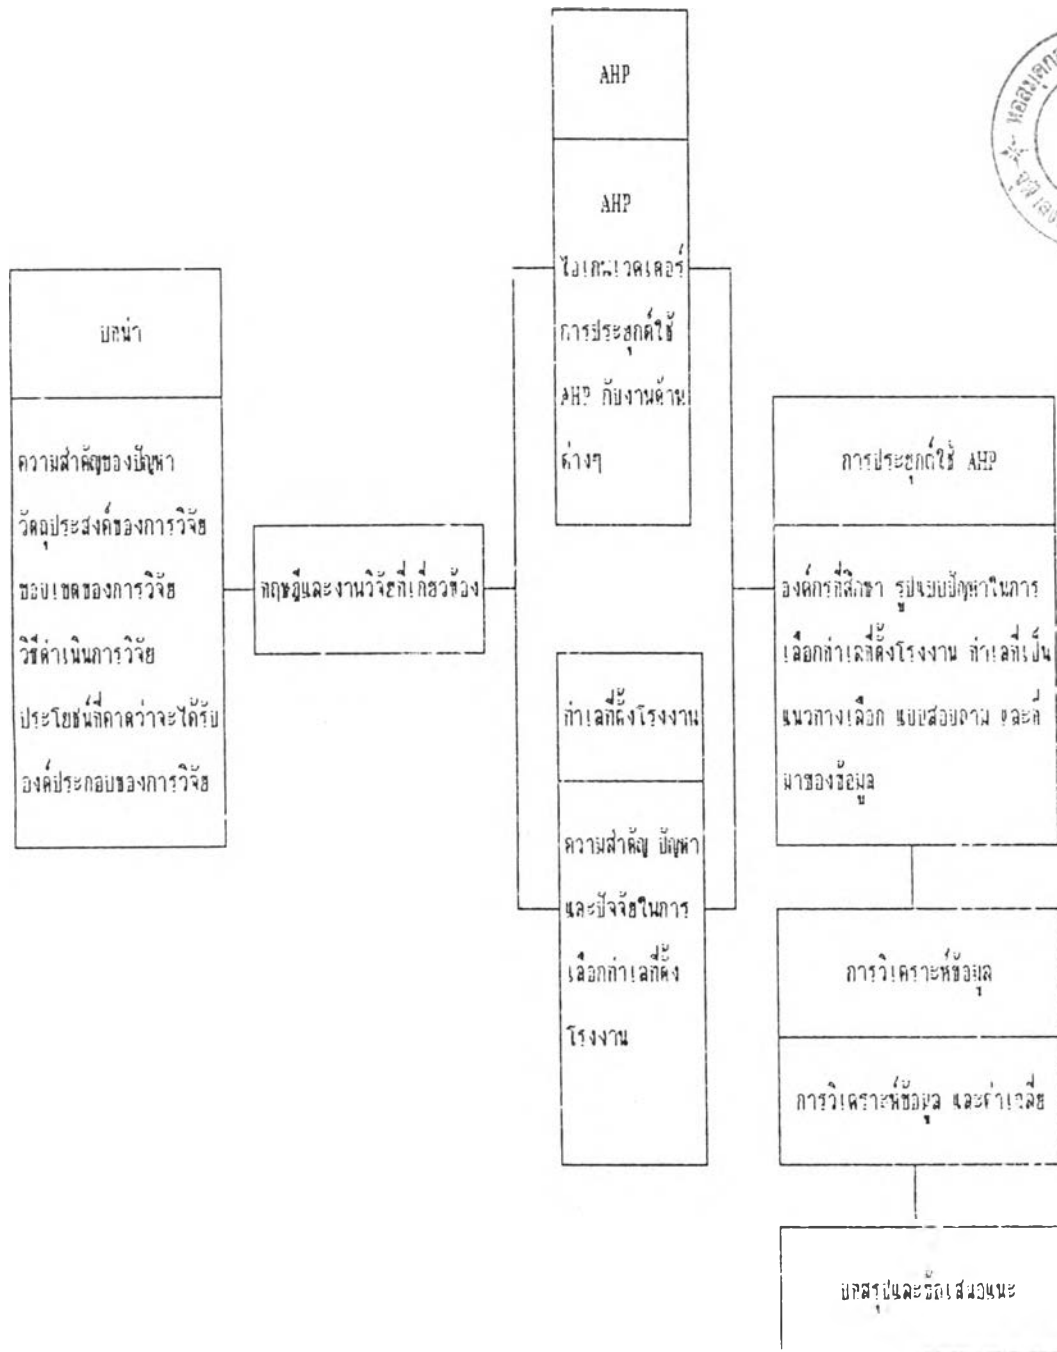 บทนำ
ความสำคัญของปัญหา
วัตถุประสงค์ของการวิจัย
ขอบเขตของการวิจัย
วิธีดำเนินการวิจัย
ประโยชน์ที่คาดว่าจะได้รับ
องค์ประกอบของการวิจัย
ทฤษฎีและงานวิจัยที่เกี่ยวข้อง
AHP
AHP
ไอเกนเวคเตอร์
การประยุกต์ใช้
AHP กับงานด้าน
ต่างๆ
ทำเลที่ตั้งโรงงาน
ความสำคัญ ปัญหา
และปัจจัยในการ
เลือกทำเลที่ตั้ง
โรงงาน
การประยุกต์ใช้ AHP
องค์กรที่ศึกษา รูปแบบปัญหาในการ
เลือกทำเลที่ตั้งโรงงาน ทำเลที่เป็น
แนวทางเลือก แบบสอบถาม และที่
มาของข้อมูล
การวิเคราะห์ข้อมูล
การวิเคราะห์ข้อมูล และค่าเฉลี่ย
บทสรุปและข้อเสนอแนะ